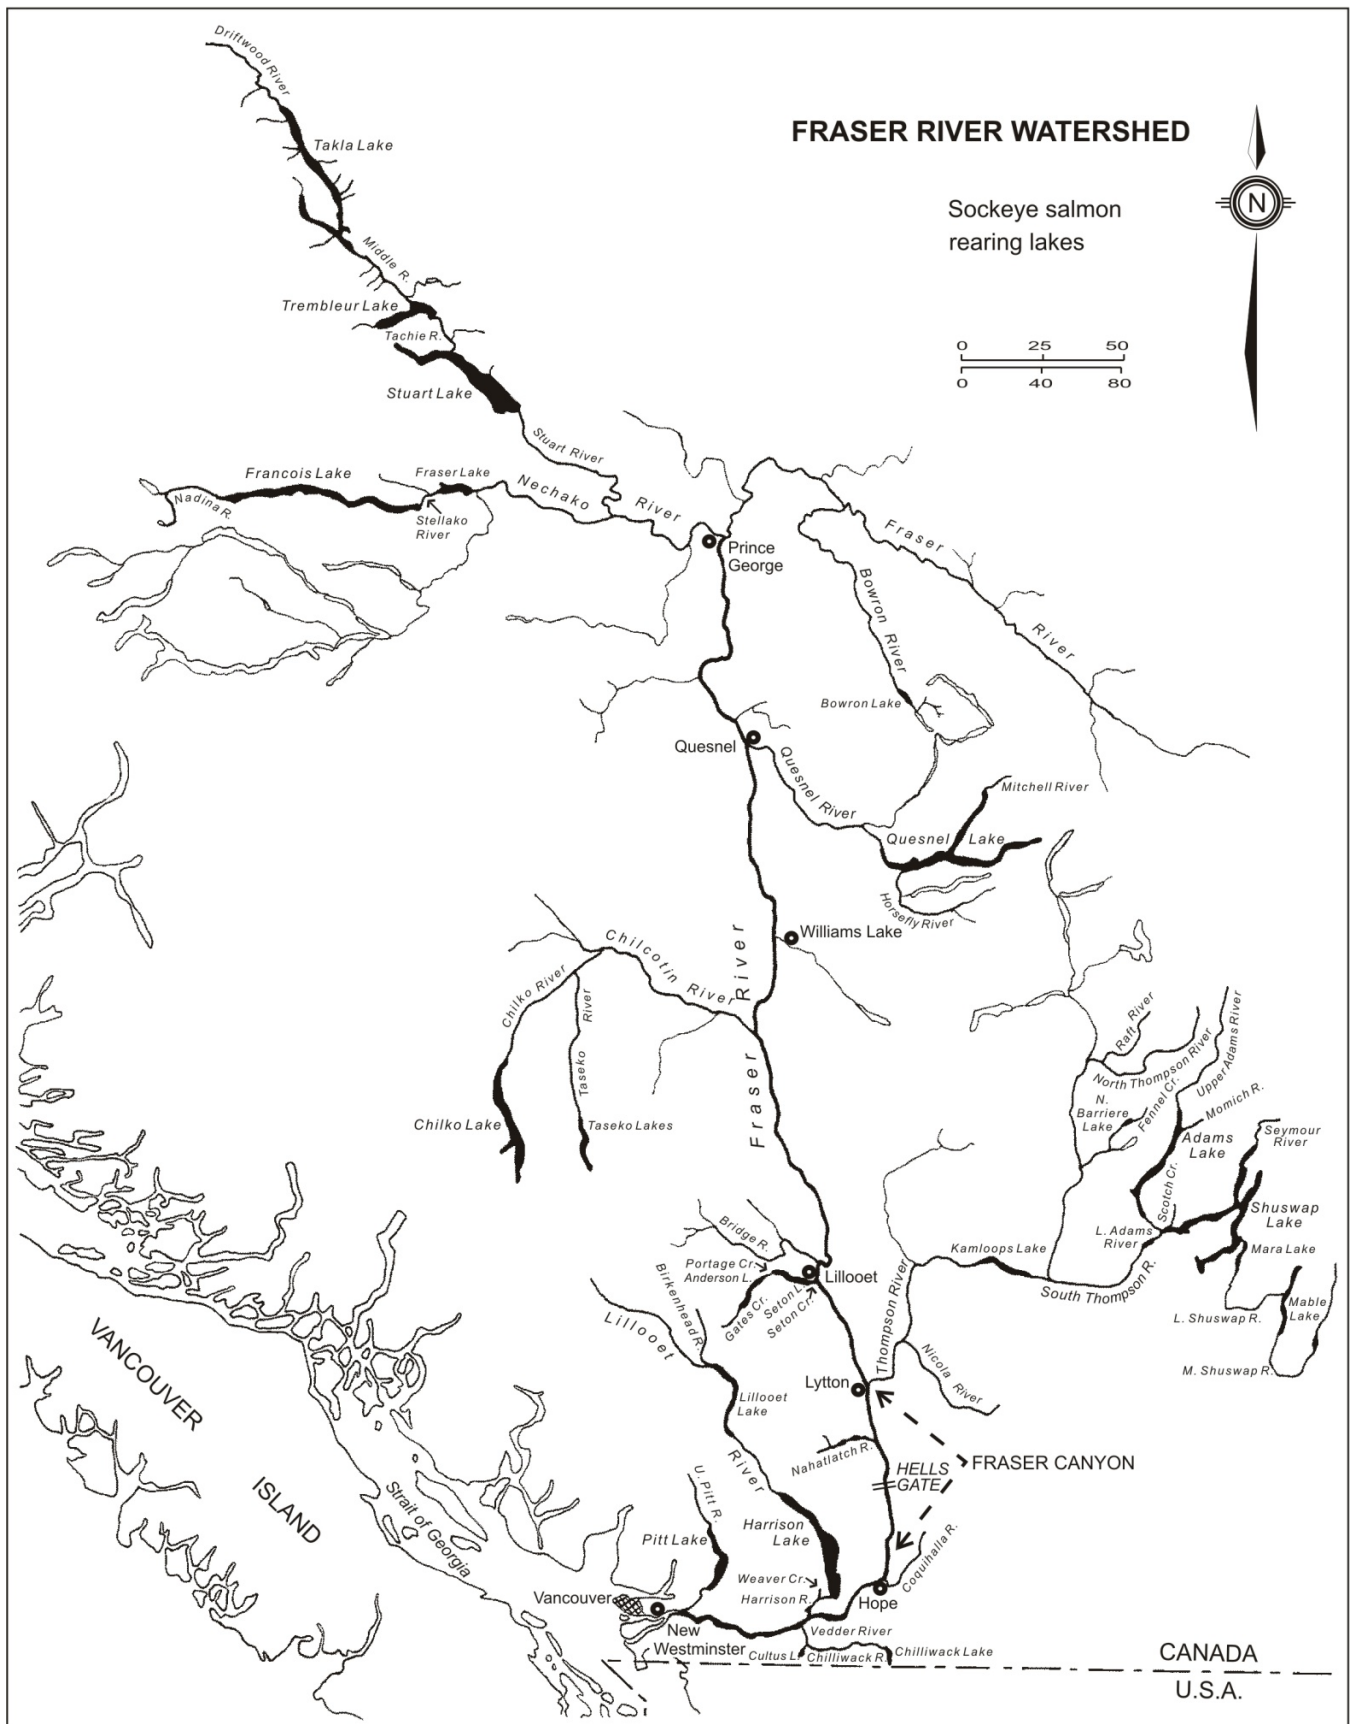 Driftwood River
FRASER RIVER WATERSHED
Takla Lake
Sockeye salmon
rearing lakes
N
Middle R.
Trembleur Lake
Tachie R.
0 25 50
0 40 80
Stuart Lake
Stuart River
Francois Lake
Fraser Lake
Nadina R.
Stellako
River
Nechako River
Prince
George
Fraser River
Bowron River
Bowron Lake
Quesnel
Quesnel River
Mitchell River
Quesnel Lake
Horsefly River
Williams Lake
Chilcotin River
Chilko River
Taseko River
Fraser River
Chilko Lake
Taseko Lakes
Raft River
North Thompson River
Upper Adams River
N.
Barriere
Lake
Fennel Cr.
Momich R.
Adams
Lake
Seymour
River
Scotch Cr.
Shuswap
Lake
L. Adams
River
Mara Lake
Kamloops Lake
South Thompson R.
Mable
Lake
L. Shuswap R.
M. Shuswap R.
Bridge R.
Portage Cr.
Anderson L.
Lillooet
Gates Cr.
Seton L.
Seton Cr.
Birkenhead R.
Lillooet
Thompson River
Nicola River
Lytton
Lillooet
Lake
River
Nahatlatch R.
FRASER CANYON
HELLS
GATE
VANCOUVER
ISLAND
Strait of Georgia
U. Pitt R.
Pitt Lake
Harrison
Lake
Weaver Cr.
Harrison R.
Coquihalla R.
Hope
Vancouver
New
Westminster
Vedder River
Cultus L.
Chilliwack R.
Chilliwack Lake
CANADA
U.S.A.